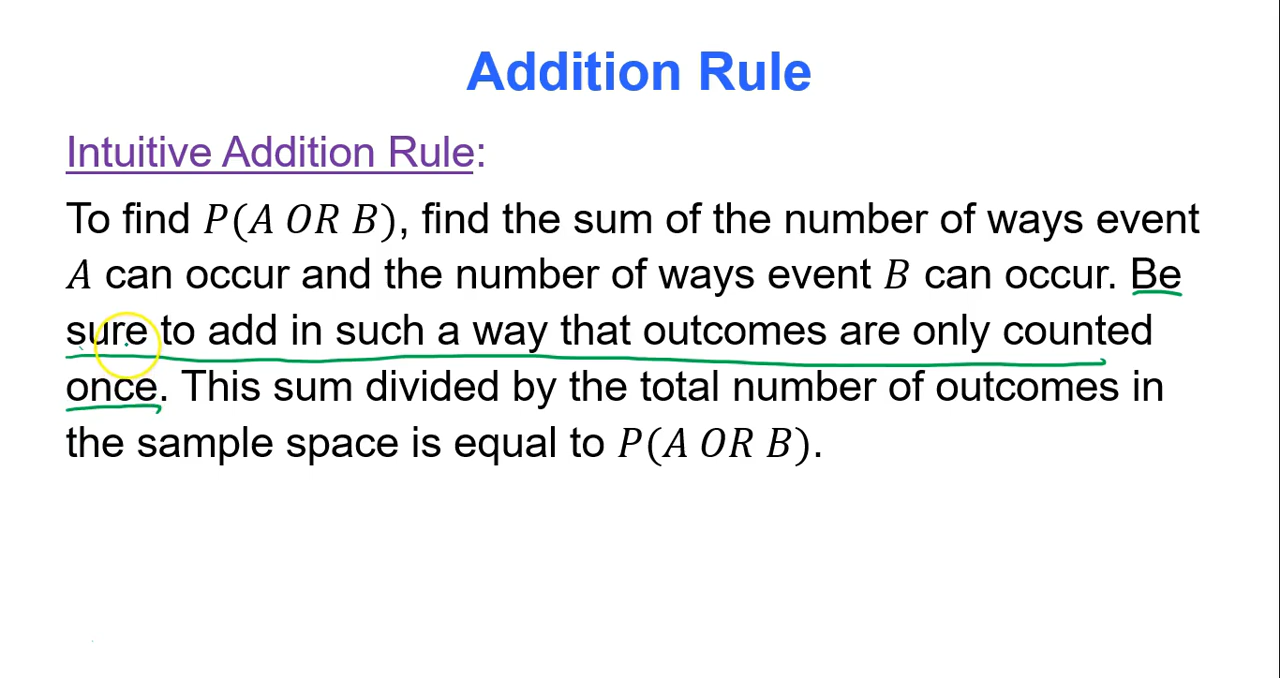 Addition Rule
Intuitive Addition Rule:
To find P(A OR B), find the sum of the number of ways event
A can occur and the number of ways event B can occur. Be
sure to add in such a way that outcomes are only counted
once. This sum divided by the total number of outcomes in
the sample space is equal to P(A OR B).